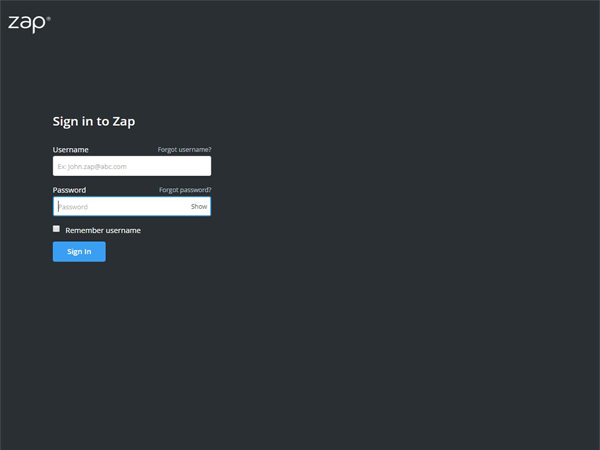 zap®
Sign in to Zap
Username Forgot username?
Ex: john.zap@abc.com
Password Forgot password?
Password Show
Remember username
Sign In